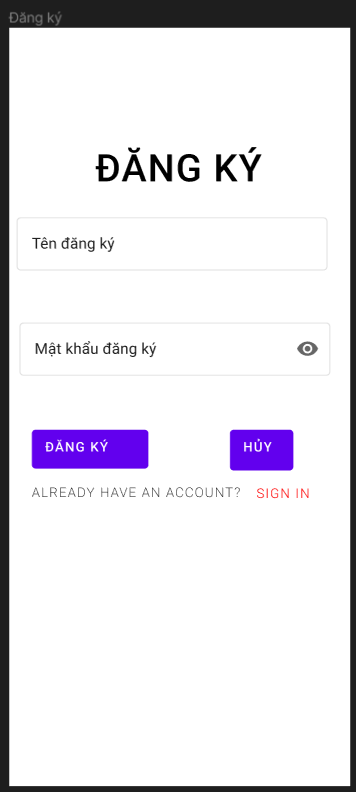 Đăng ký
ĐĂNG KÝ
Tên đăng ký
Mật khẩu đăng ký
ĐĂNG KÝ HỦY
ALREADY HAVE AN ACCOUNT? SIGN IN